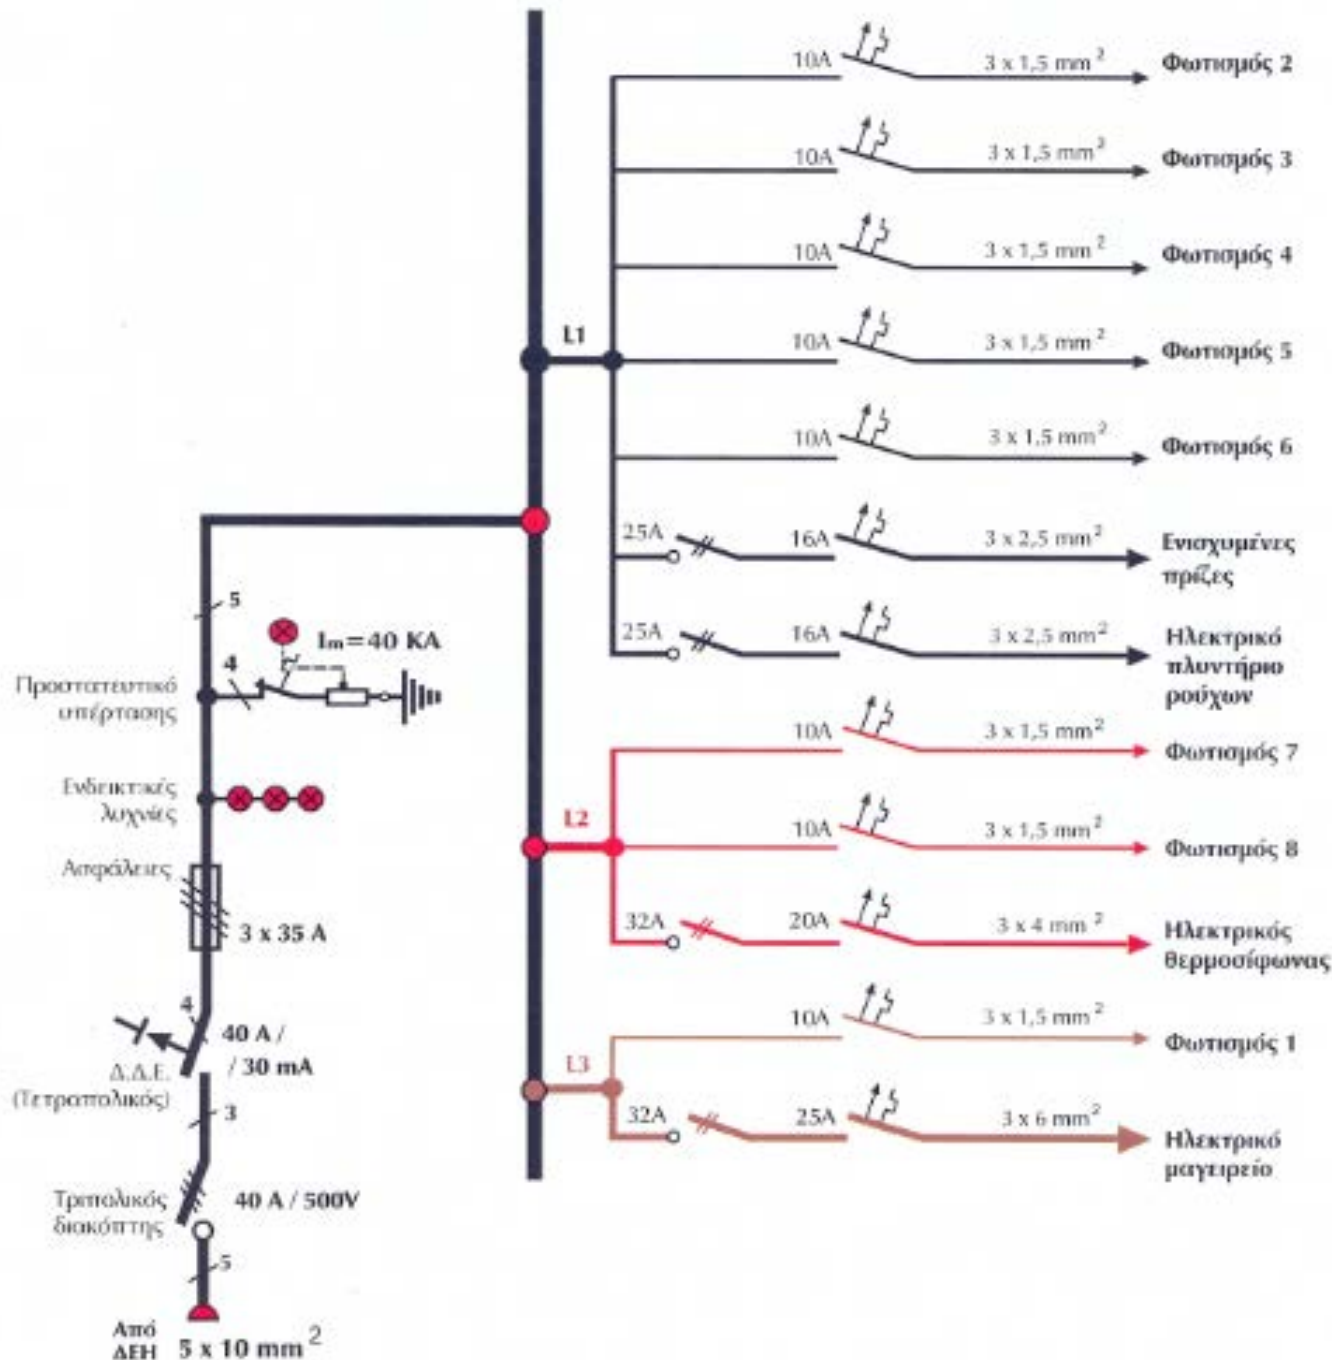 10A 3 x 1,5 mm² Φωτισμός 2
10A 3 x 1,5 mm² Φωτισμός 3
10A 3 x 1,5 mm² Φωτισμός 4
L1
10A 3 x 1,5 mm² Φωτισμός 5
10A 3 x 1,5 mm² Φωτισμός 6
25A 16A 3 x 2,5 mm² Ενισχυμένες
πρίζες
25A 16A 3 x 2,5 mm² Ηλεκτρικό
πλυντήριο
ρούχων
10A 3 x 1,5 mm² Φωτισμός 7
L2
10A 3 x 1,5 mm² Φωτισμός 8
32A 20A 3 x 4 mm² Ηλεκτρικός
θερμοσίφωνας
10A 3 x 1,5 mm² Φωτισμός 1
L3
32A 25A 3 x 6 mm² Ηλεκτρικό
μαγειρείο
5
Im=40 KA
4
Προστατευτικό
υπέρτασης
Ενδεικτικές
λυχνίες
Ασφάλειες
3 x 35 A
4
40 A /
/ 30 mA
Δ.Δ.Ε.
(Τετραπολικός)
3
Τριπολικός
διακόπτης
40 A / 500V
5
Από
ΔΕΗ
5 x 10 mm²